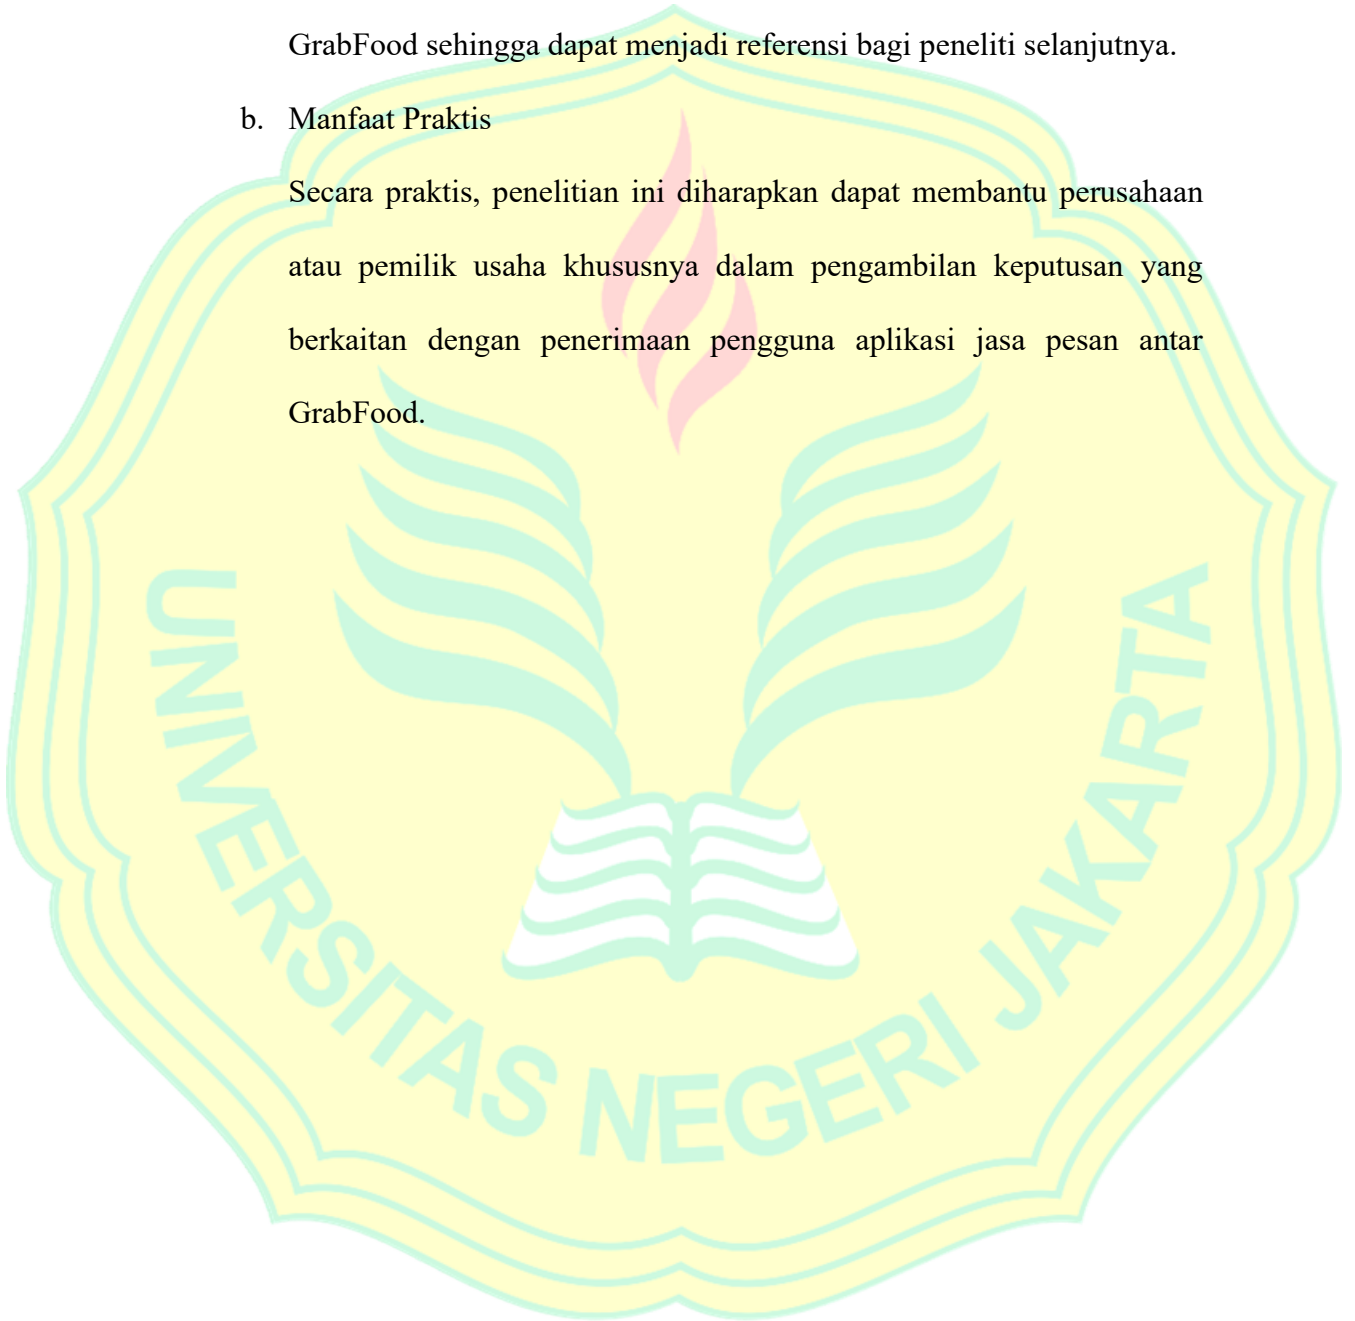 GrabFood sehingga dapat menjadi referensi bagi peneliti selanjutnya.
b. Manfaat Praktis
Secara praktis, penelitian ini diharapkan dapat membantu perusahaan
atau pemilik usaha khususnya dalam pengambilan keputusan yang
berkaitan dengan penerimaan pengguna aplikasi jasa pesan antar
GrabFood.
UNIVERSITAS NEGERI JAKARTA